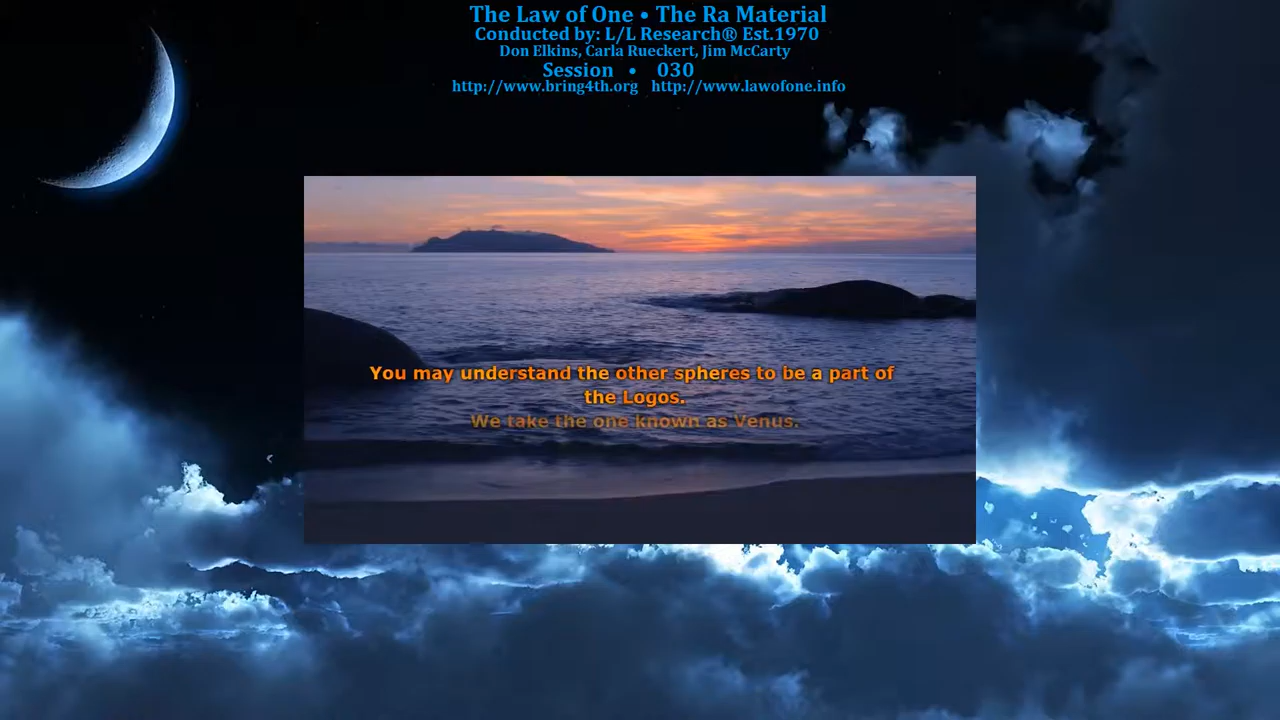 The Law of One • The Ra Material
Conducted by: L/L Research® Est.1970
Don Elkins, Carla Rueckert, Jim McCarty
Session • 030
http://www.bring4th.org http://www.lawofone.info
You may understand the other spheres to be a part of
the Logos.
We take the one known as Venus.